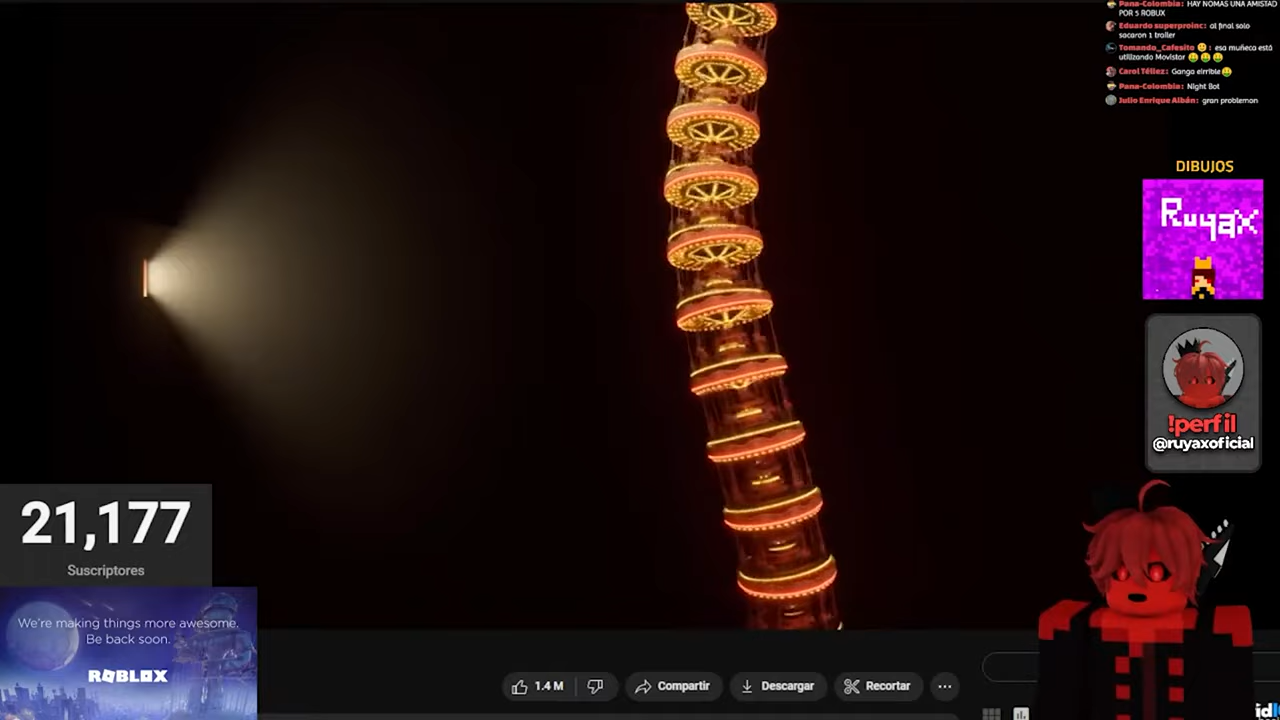 Pana-Colombia: HAY NOMAS UNA AMISTAD
POR 5 ROBUX
Eduardo superproinc: al final solo
sacaron 1 trailer
Tomando_Cafesito 🙂 : esa muñeca está
utilizando Movistar 🤑🤑🤑
Carol Téllez: Ganga eirrible🤑
Pana-Colombia: Night Bot
Julio Enrique Albán: gran problemon
DIBUJOS
Ruyax
!perfil
@ruyaxoficial
21,177
Suscriptores
We're making things more awesome.
Be back soon.
ROBLOX
1.4 M
Compartir
Descargar
Recortar